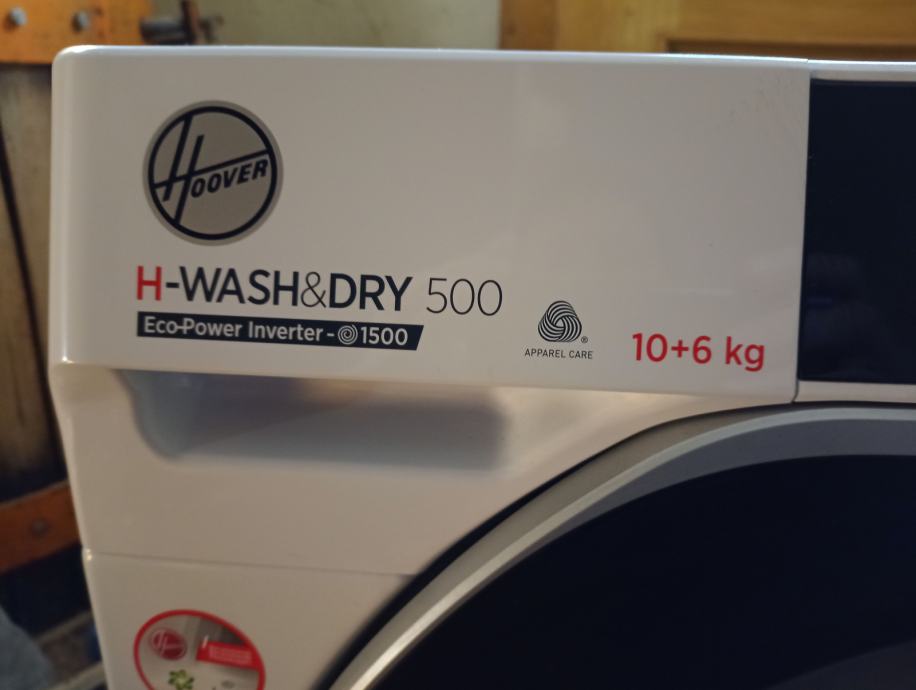 HOOVER
H-WASH&DRY 500
Eco-Power Inverter - 1500
APPAREL CARE
®
10+6 kg